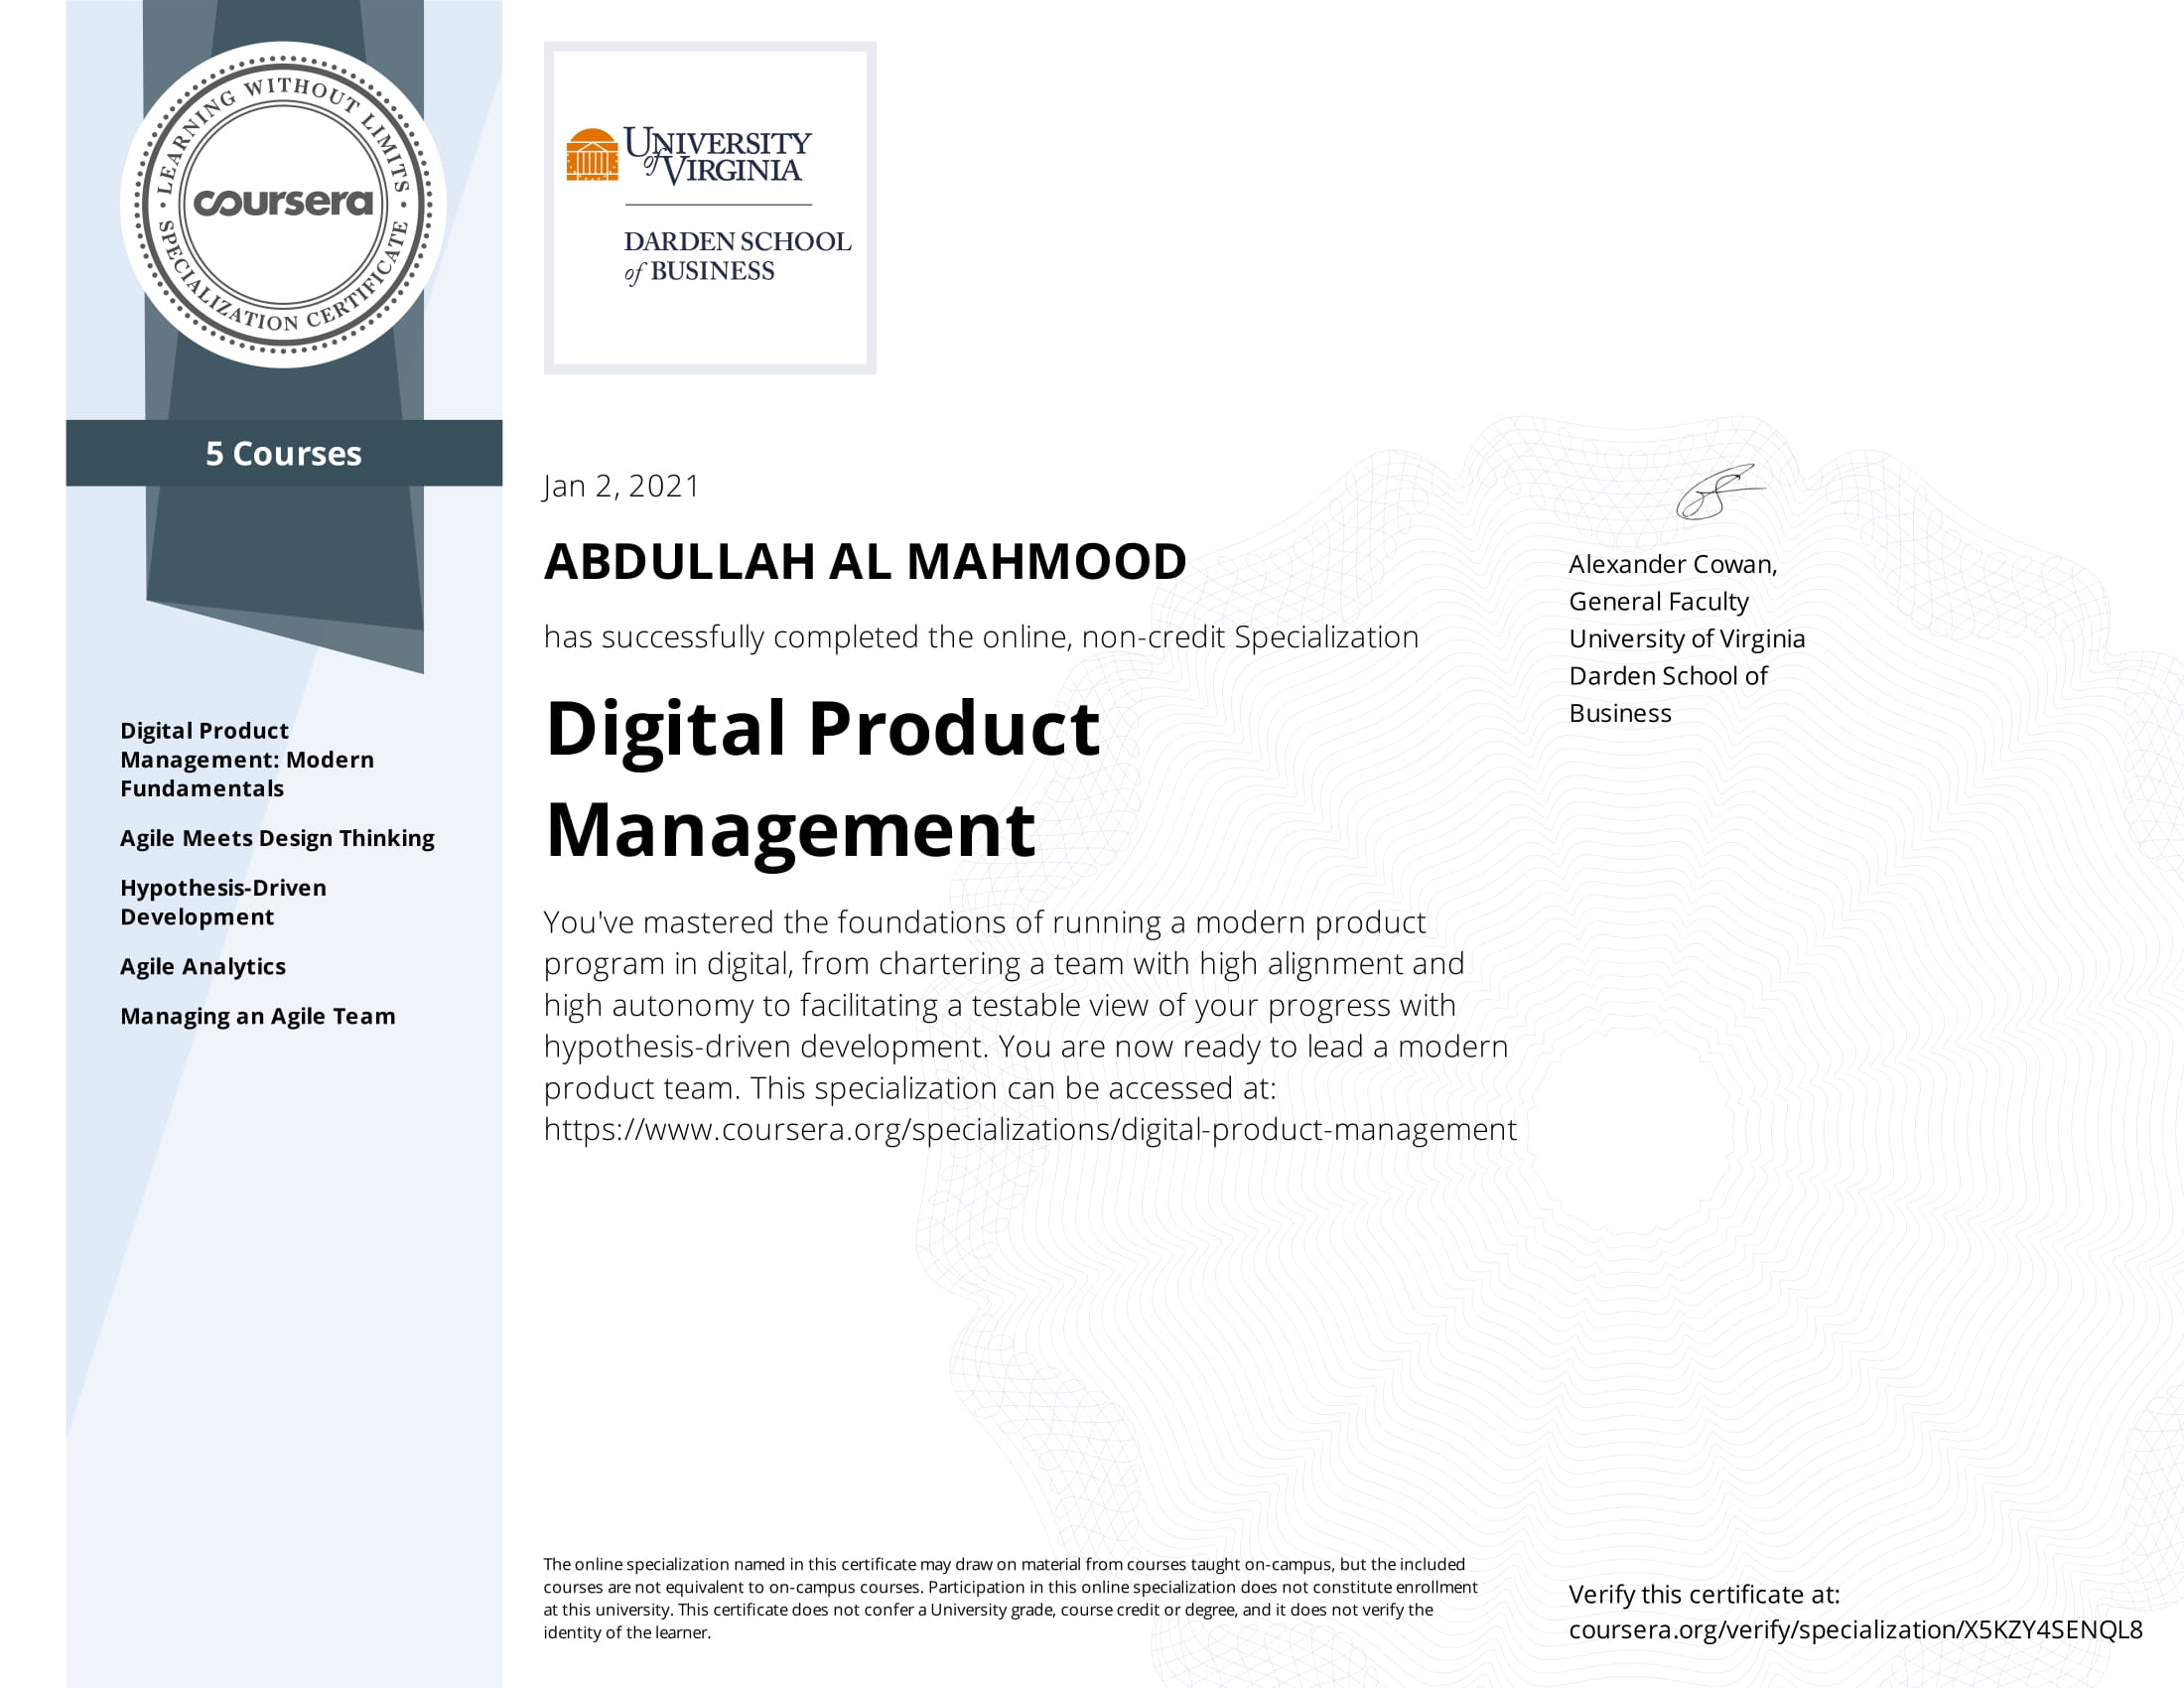 LEARNING WITHOUT LIMITS
coursera
SPECIALIZATION CERTIFICATE
5 Courses
Digital Product
Management: Modern
Fundamentals
Agile Meets Design Thinking
Hypothesis-Driven
Development
Agile Analytics
Managing an Agile Team
UNIVERSITY
of VIRGINIA
DARDEN SCHOOL
of BUSINESS
Jan 2, 2021
ABDULLAH AL MAHMOOD
has successfully completed the online, non-credit Specialization
Digital Product
Management
You've mastered the foundations of running a modern product
program in digital, from chartering a team with high alignment and
high autonomy to facilitating a testable view of your progress with
hypothesis-driven development. You are now ready to lead a modern
product team. This specialization can be accessed at:
https://www.coursera.org/specializations/digital-product-management
Alexander Cowan,
General Faculty
University of Virginia
Darden School of
Business
The online specialization named in this certificate may draw on material from courses taught on-campus, but the included
courses are not equivalent to on-campus courses. Participation in this online specialization does not constitute enrollment
at this university. This certificate does not confer a University grade, course credit or degree, and it does not verify the
identity of the learner.
Verify this certificate at:
coursera.org/verify/specialization/X5KZY4SENQL8